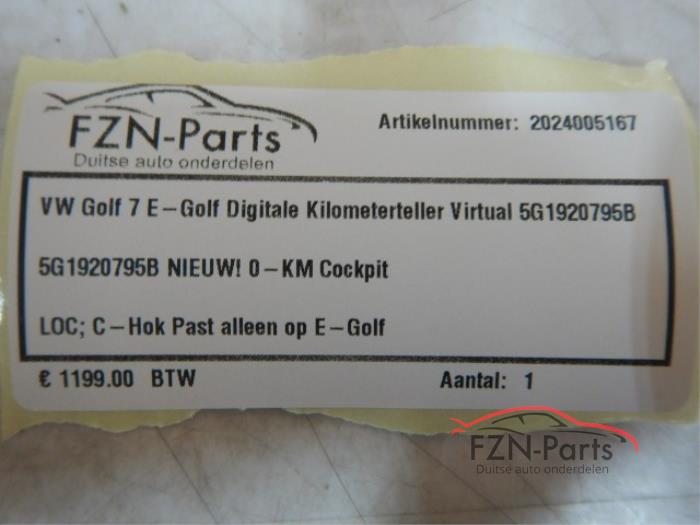 FZN-Parts
Duitse auto onderdelen
Artikelnummer: 2024005167
VW Golf 7 E-Golf Digitale Kilometerteller Virtual 5G1920795B
5G1920795B NIEUW! 0-KM Cockpit
LOC; C-Hok Past alleen op E-Golf
€ 1199.00 BTW
Aantal: 1
FZN-Parts
Duitse auto onderdelen